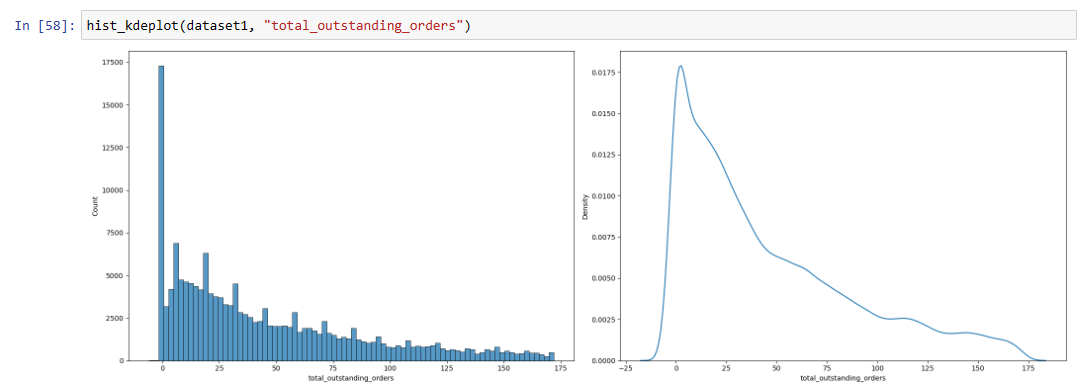 In [58]: hist_kdeplot(dataset1, "total_outstanding_orders")
17500
15000
12500
10000
7500
5000
2500
0
Count
0 25 50 75 100 125 150 175
total_outstanding_orders
0.0175
0.0150
0.0125
0.0100
0.0075
0.0050
0.0025
0.0000
Density
−25 0 25 50 75 100 125 150 175
total_outstanding_orders